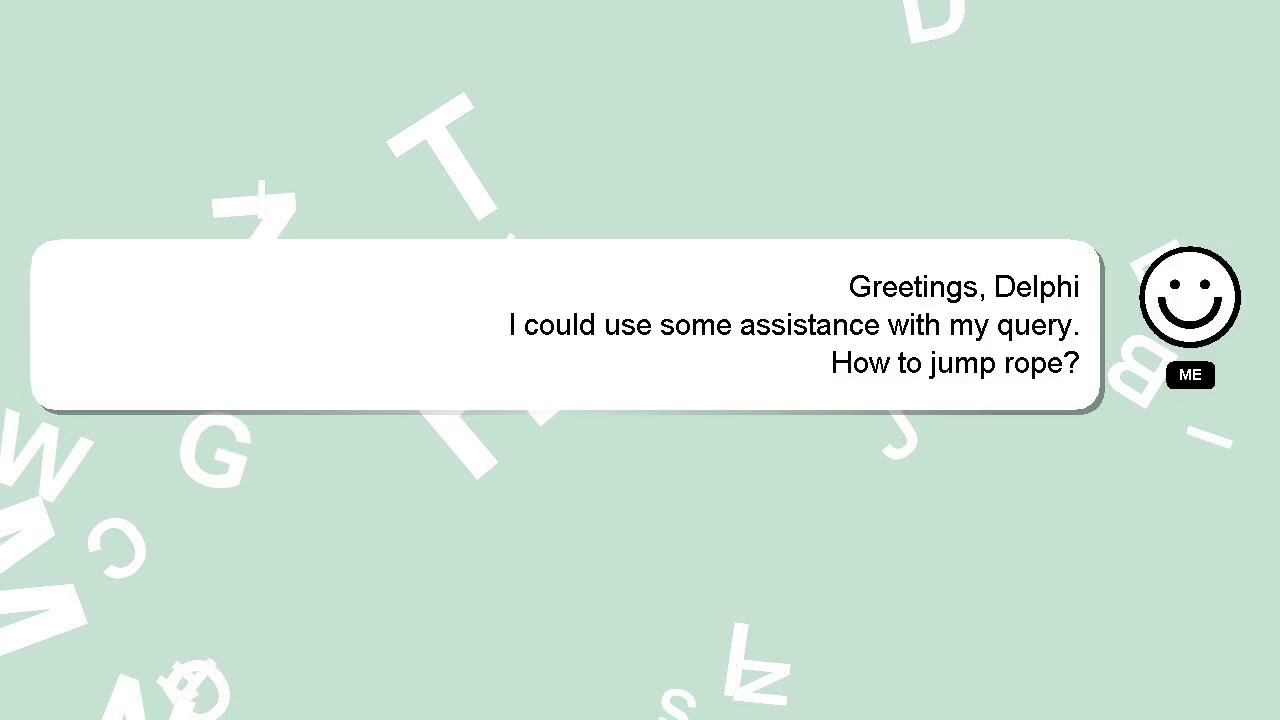 Greetings, Delphi
I could use some assistance with my query.
How to jump rope?
ME